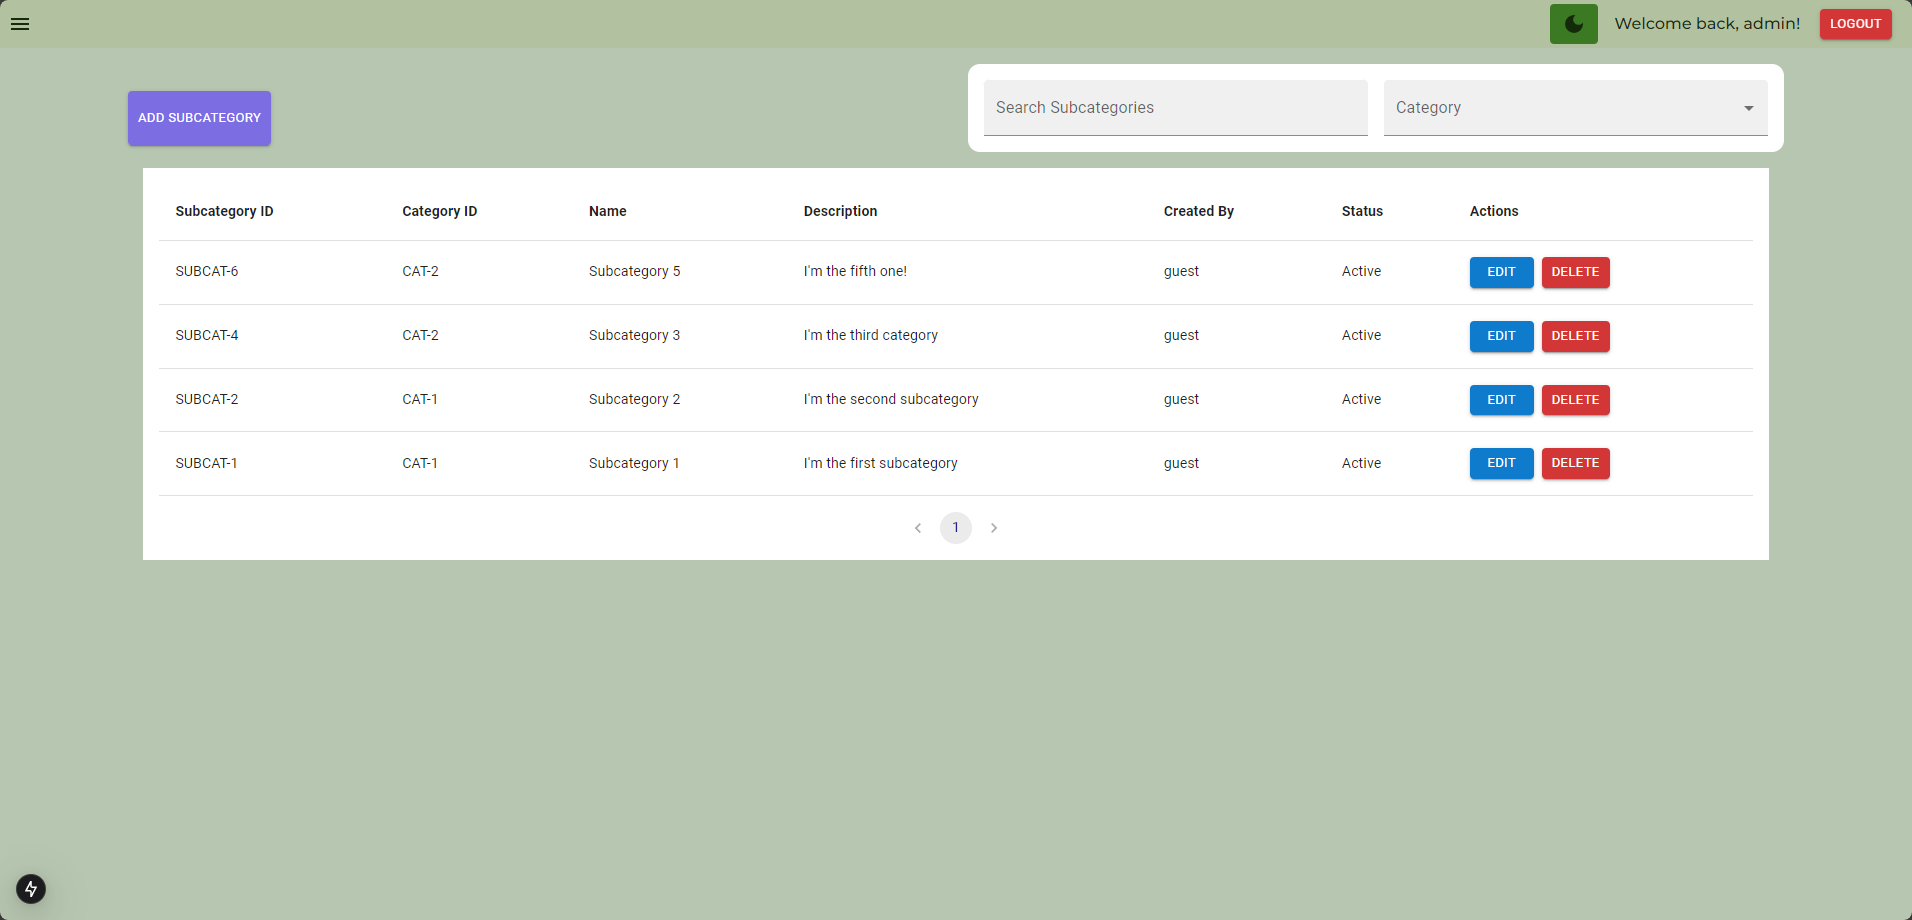 Welcome back, admin!
LOGOUT
ADD SUBCATEGORY
Search Subcategories
Category
Subcategory ID Category ID Name Description Created By Status Actions
SUBCAT-6 CAT-2 Subcategory 5 I'm the fifth one! guest Active EDIT DELETE
SUBCAT-4 CAT-2 Subcategory 3 I'm the third category guest Active EDIT DELETE
SUBCAT-2 CAT-1 Subcategory 2 I'm the second subcategory guest Active EDIT DELETE
SUBCAT-1 CAT-1 Subcategory 1 I'm the first subcategory guest Active EDIT DELETE
1